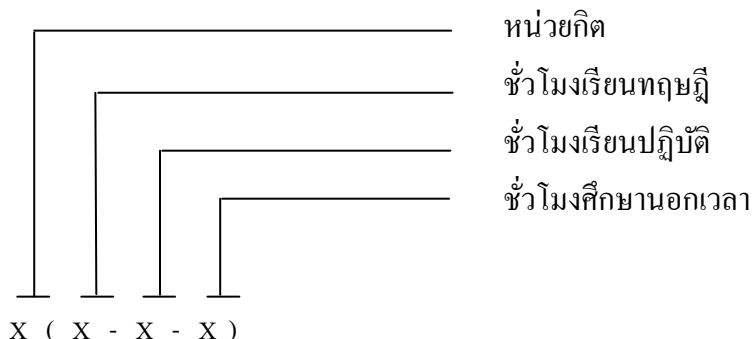 หน่วยกิต
ชั่วโมงเรียนทฤษฎี
ชั่วโมงเรียนปฏิบัติ
ชั่วโมงศึกษานอกเวลา
X ( X - X - X )